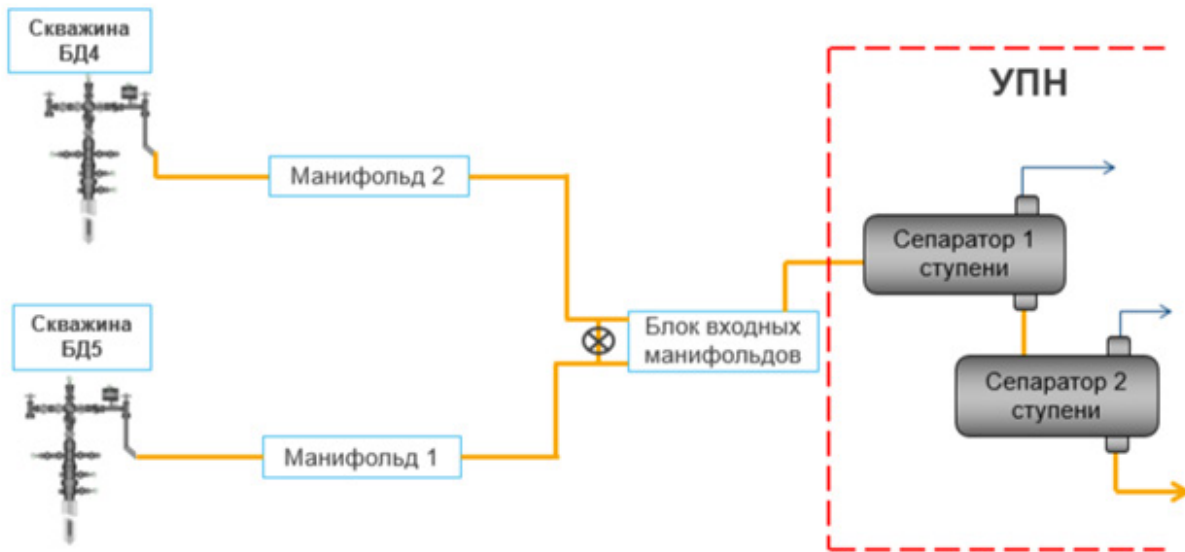 Скважина
БД4
УПН
Манифольд 2
Сепаратор 1
ступени
Скважина
БД5
Блок входных
манифольдов
Сепаратор 2
ступени
Манифольд 1